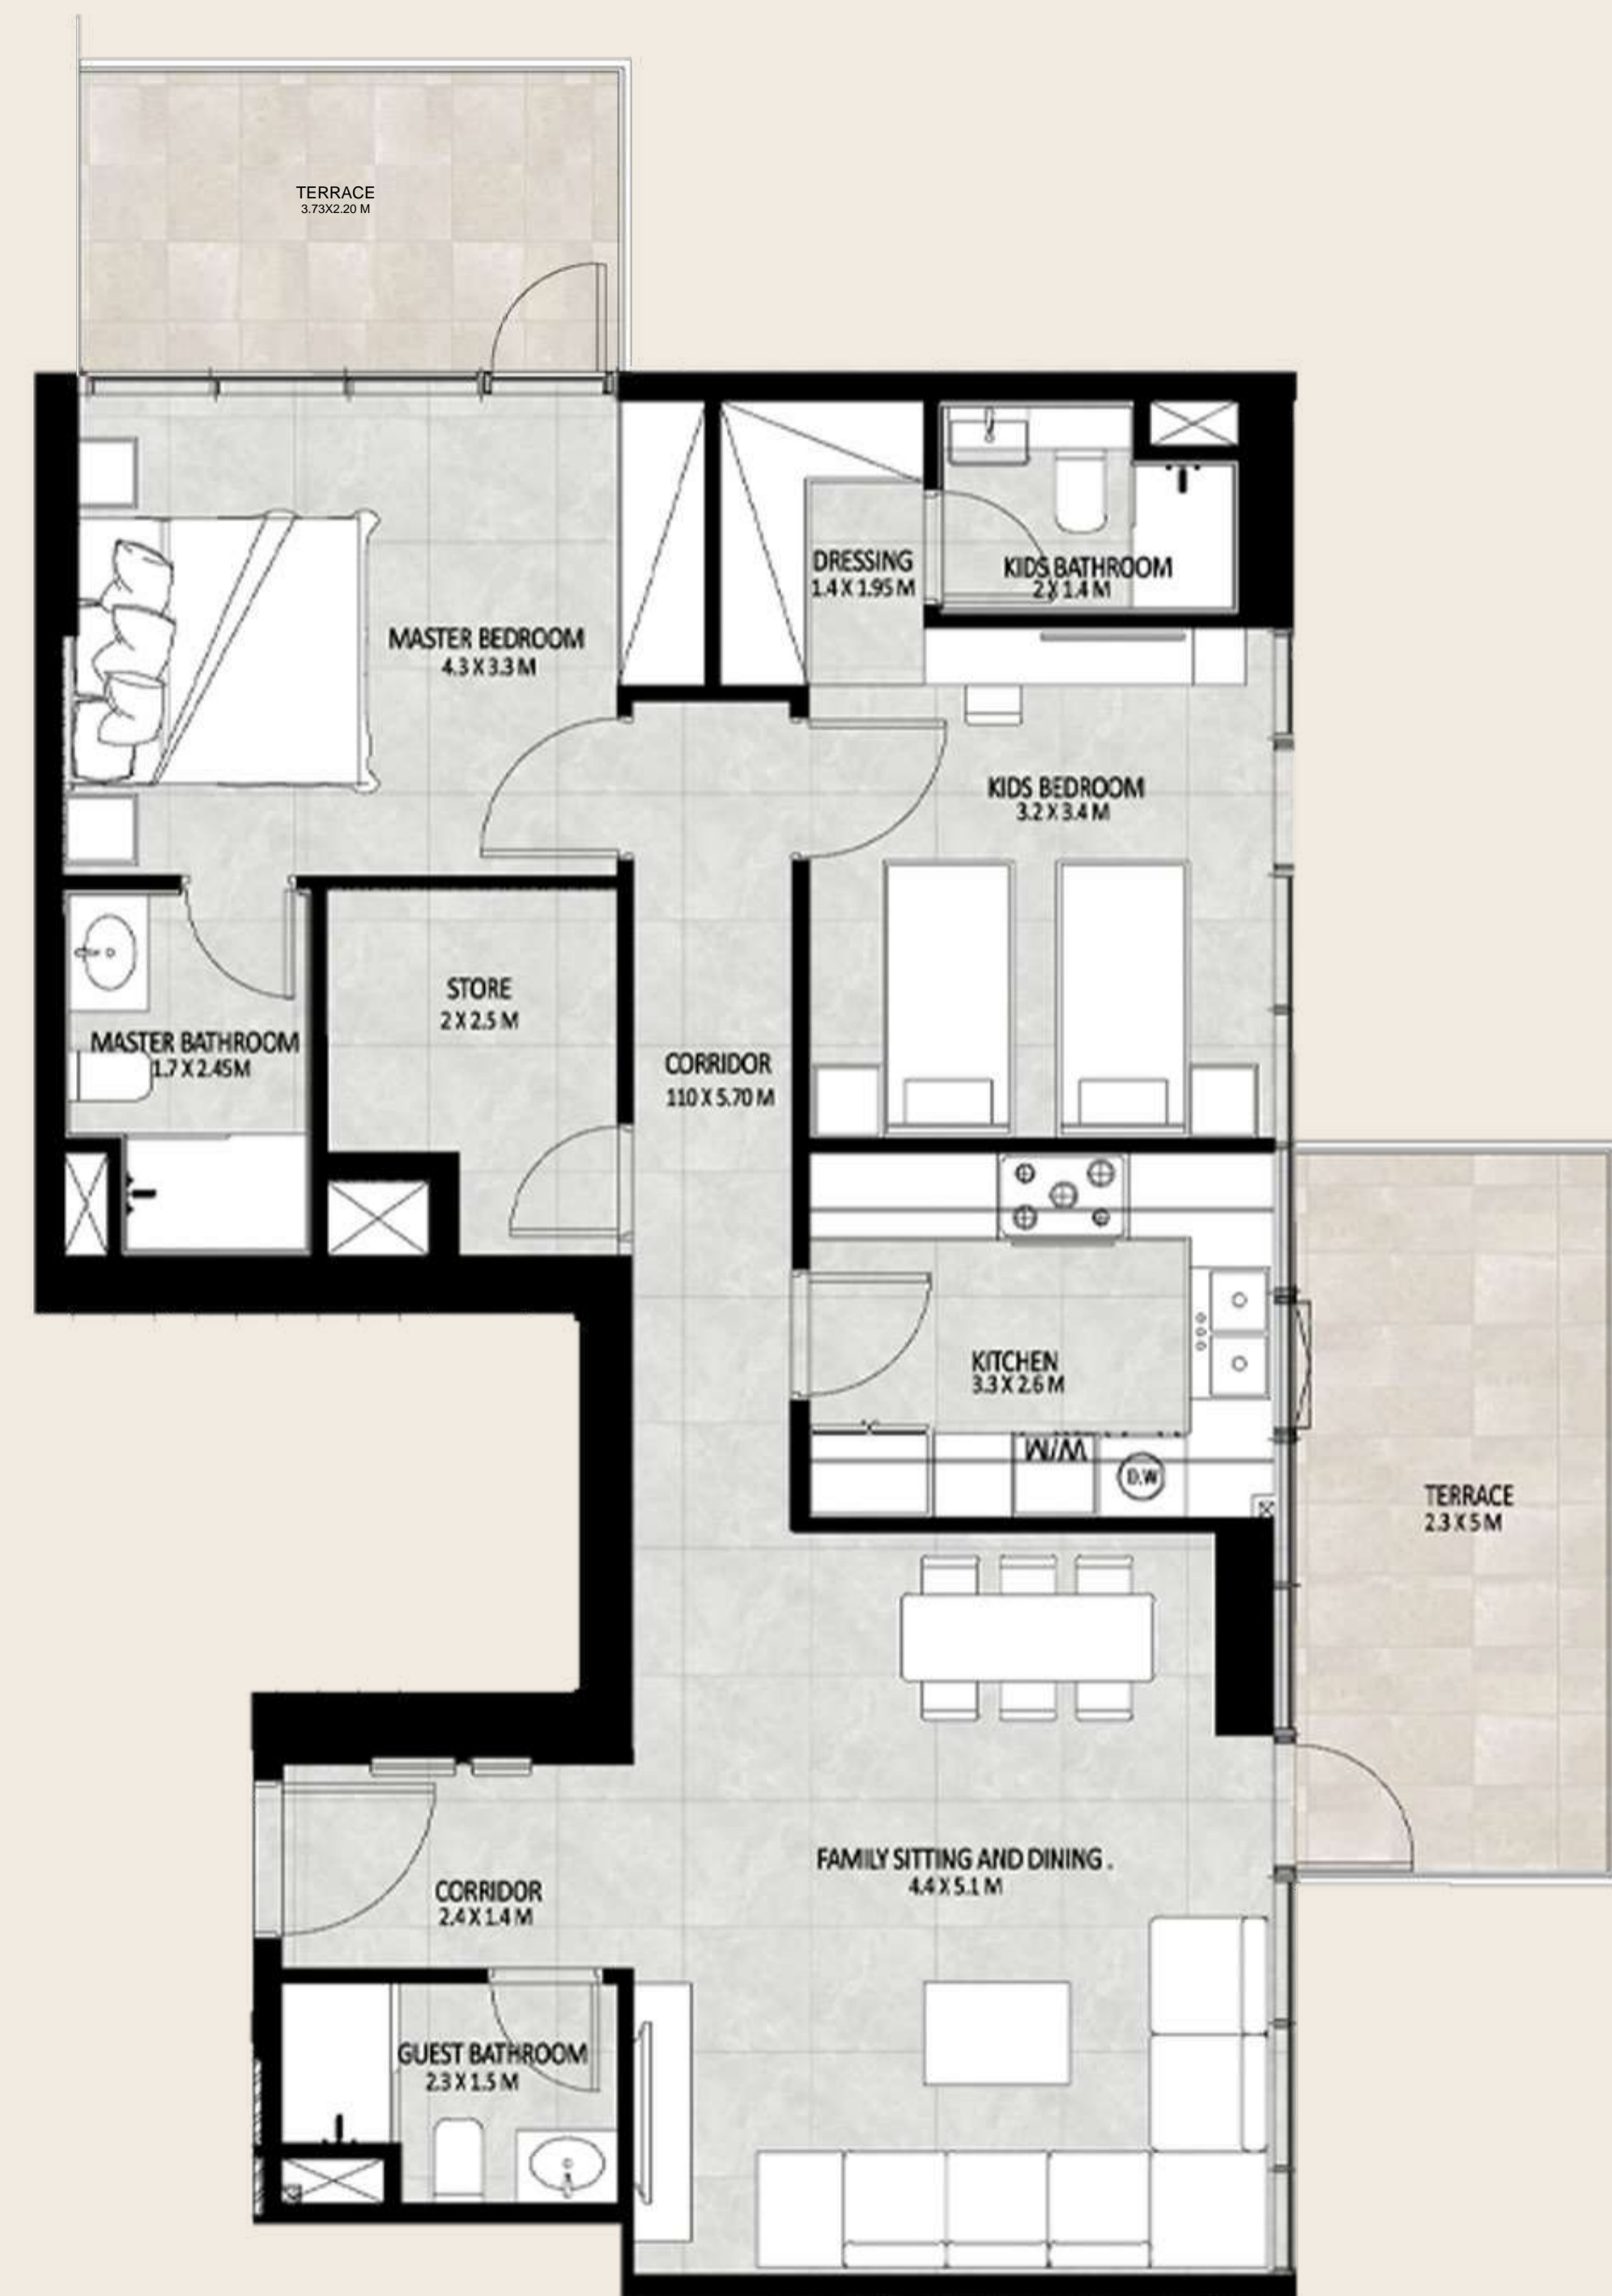 TERRACE
3.73X2.20 M
DRESSING
1.4 X 1.95 M
KIDS BATHROOM
2 X 1.4 M
MASTER BEDROOM
4.3 X 3.3 M
KIDS BEDROOM
3.2 X 3.4 M
STORE
2 X 2.5 M
MASTER BATHROOM
1.7 X 2.45M
CORRIDOR
110 X 5.70 M
KITCHEN
3.3 X 2.6 M
W/M
D.W
TERRACE
2.3 X 5 M
FAMILY SITTING AND DINING .
4.4 X 5.1 M
CORRIDOR
2.4 X 1.4 M
GUEST BATHROOM
2.3 X 1.5 M